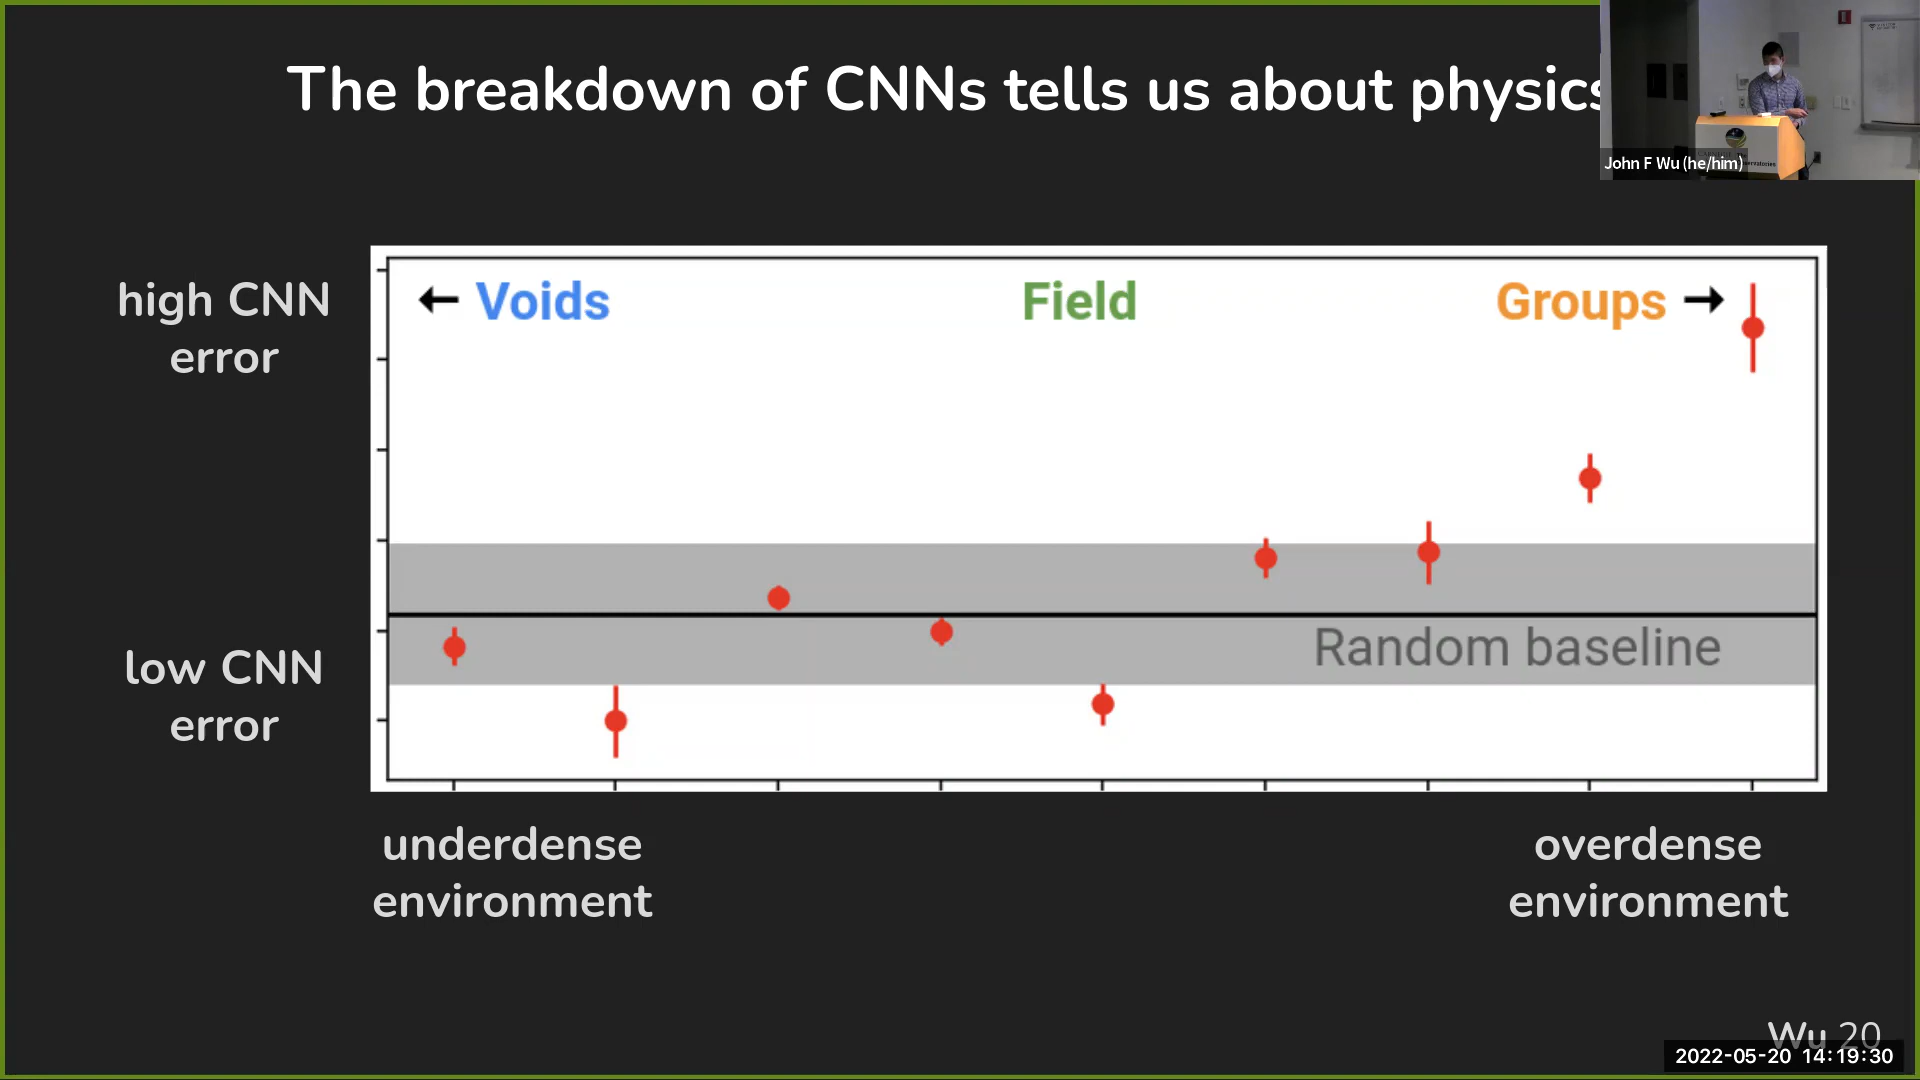 The breakdown of CNNs tells us about physics
John F Wu (he/him)
high CNN
error
← Voids
Field
Groups →
Random baseline
low CNN
error
underdense
environment
overdense
environment
Wu 20
2022-05-20 14:19:30